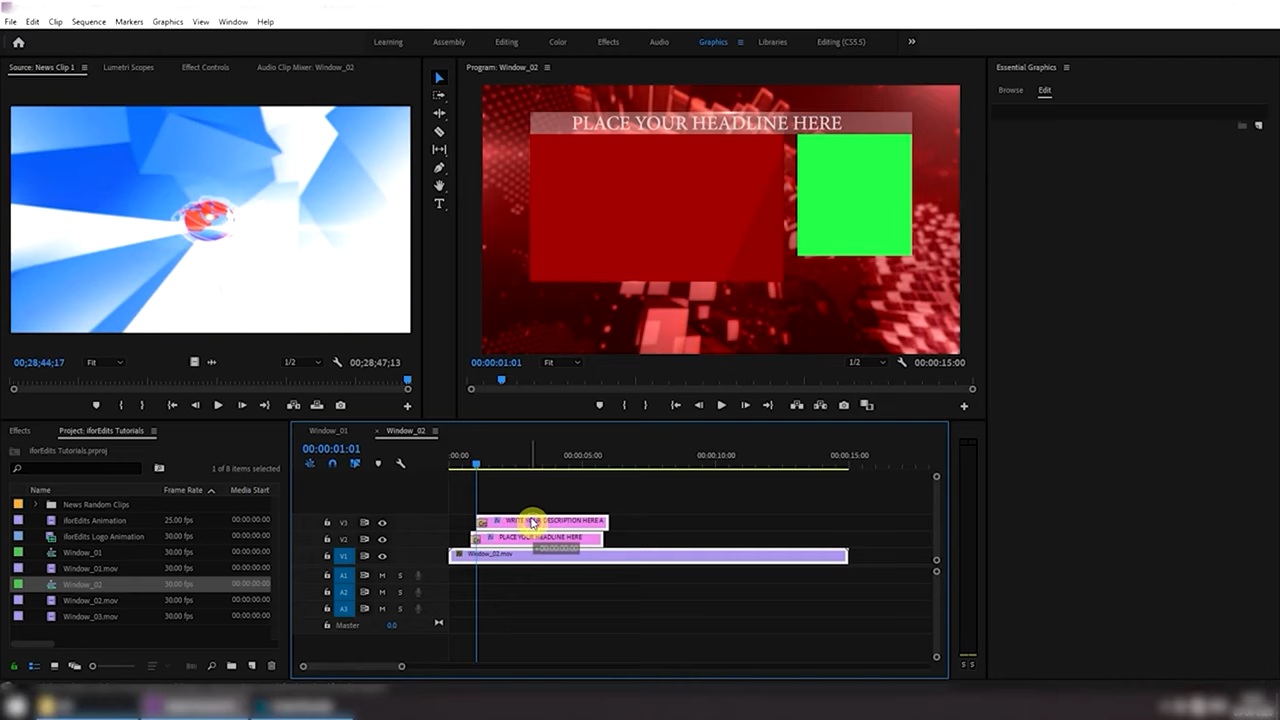 File Edit Clip Sequence Markers Graphics View Window Help
Learning Assembly Editing Color Effects Audio Graphics Libraries Editing (CS5.5)
Source: News Clip 1 Lumetri Scopes Effect Controls Audio Clip Mixer: Window_02
Program: Window_02
Essential Graphics
Browse Edit
PLACE YOUR HEADLINE HERE
00;28;44;17 Fit 1/2 00;28;47;13
00:00:01:01 Fit 1/2 00:00:15:00
Effects Project: iforEdits Tutorials
iforEdits Tutorials.prproj
1 of 8 items selected
Name Frame Rate Media Start
News Random Clips
iforEdits Animation 25.00 fps 00:00:00:00
iforEdits Logo Animation 30.00 fps 00:00:00:00
Window_01 30.00 fps 00:00:00:00
Window_01.mov 30.00 fps 00:00:00:00
Window_02 30.00 fps 00:00:00:00
Window_02.mov 30.00 fps 00:00:00:00
Window_03.mov 30.00 fps 00:00:00:00
Window_01 × Window_02
00:00:01:01
:00:00 00:00:05:00 00:00:10:00 00:00:15:00
V3 WRITE YOUR DESCRIPTION HERE A
V2 PLACE YOUR HEADLINE HERE
+00:00:00:00
V1 Window_02.mov
A1 M S
A2 M S
A3 M S
Master 0.0
S S